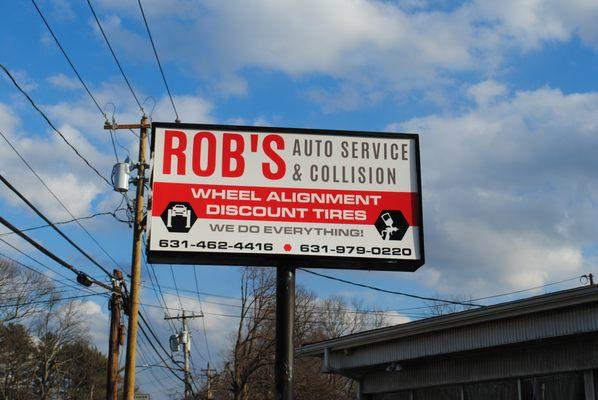 ROB'S AUTO SERVICE
& COLLISION
WHEEL ALIGNMENT
DISCOUNT TIRES
WE DO EVERYTHING!
631-462-4416 631-979-0220